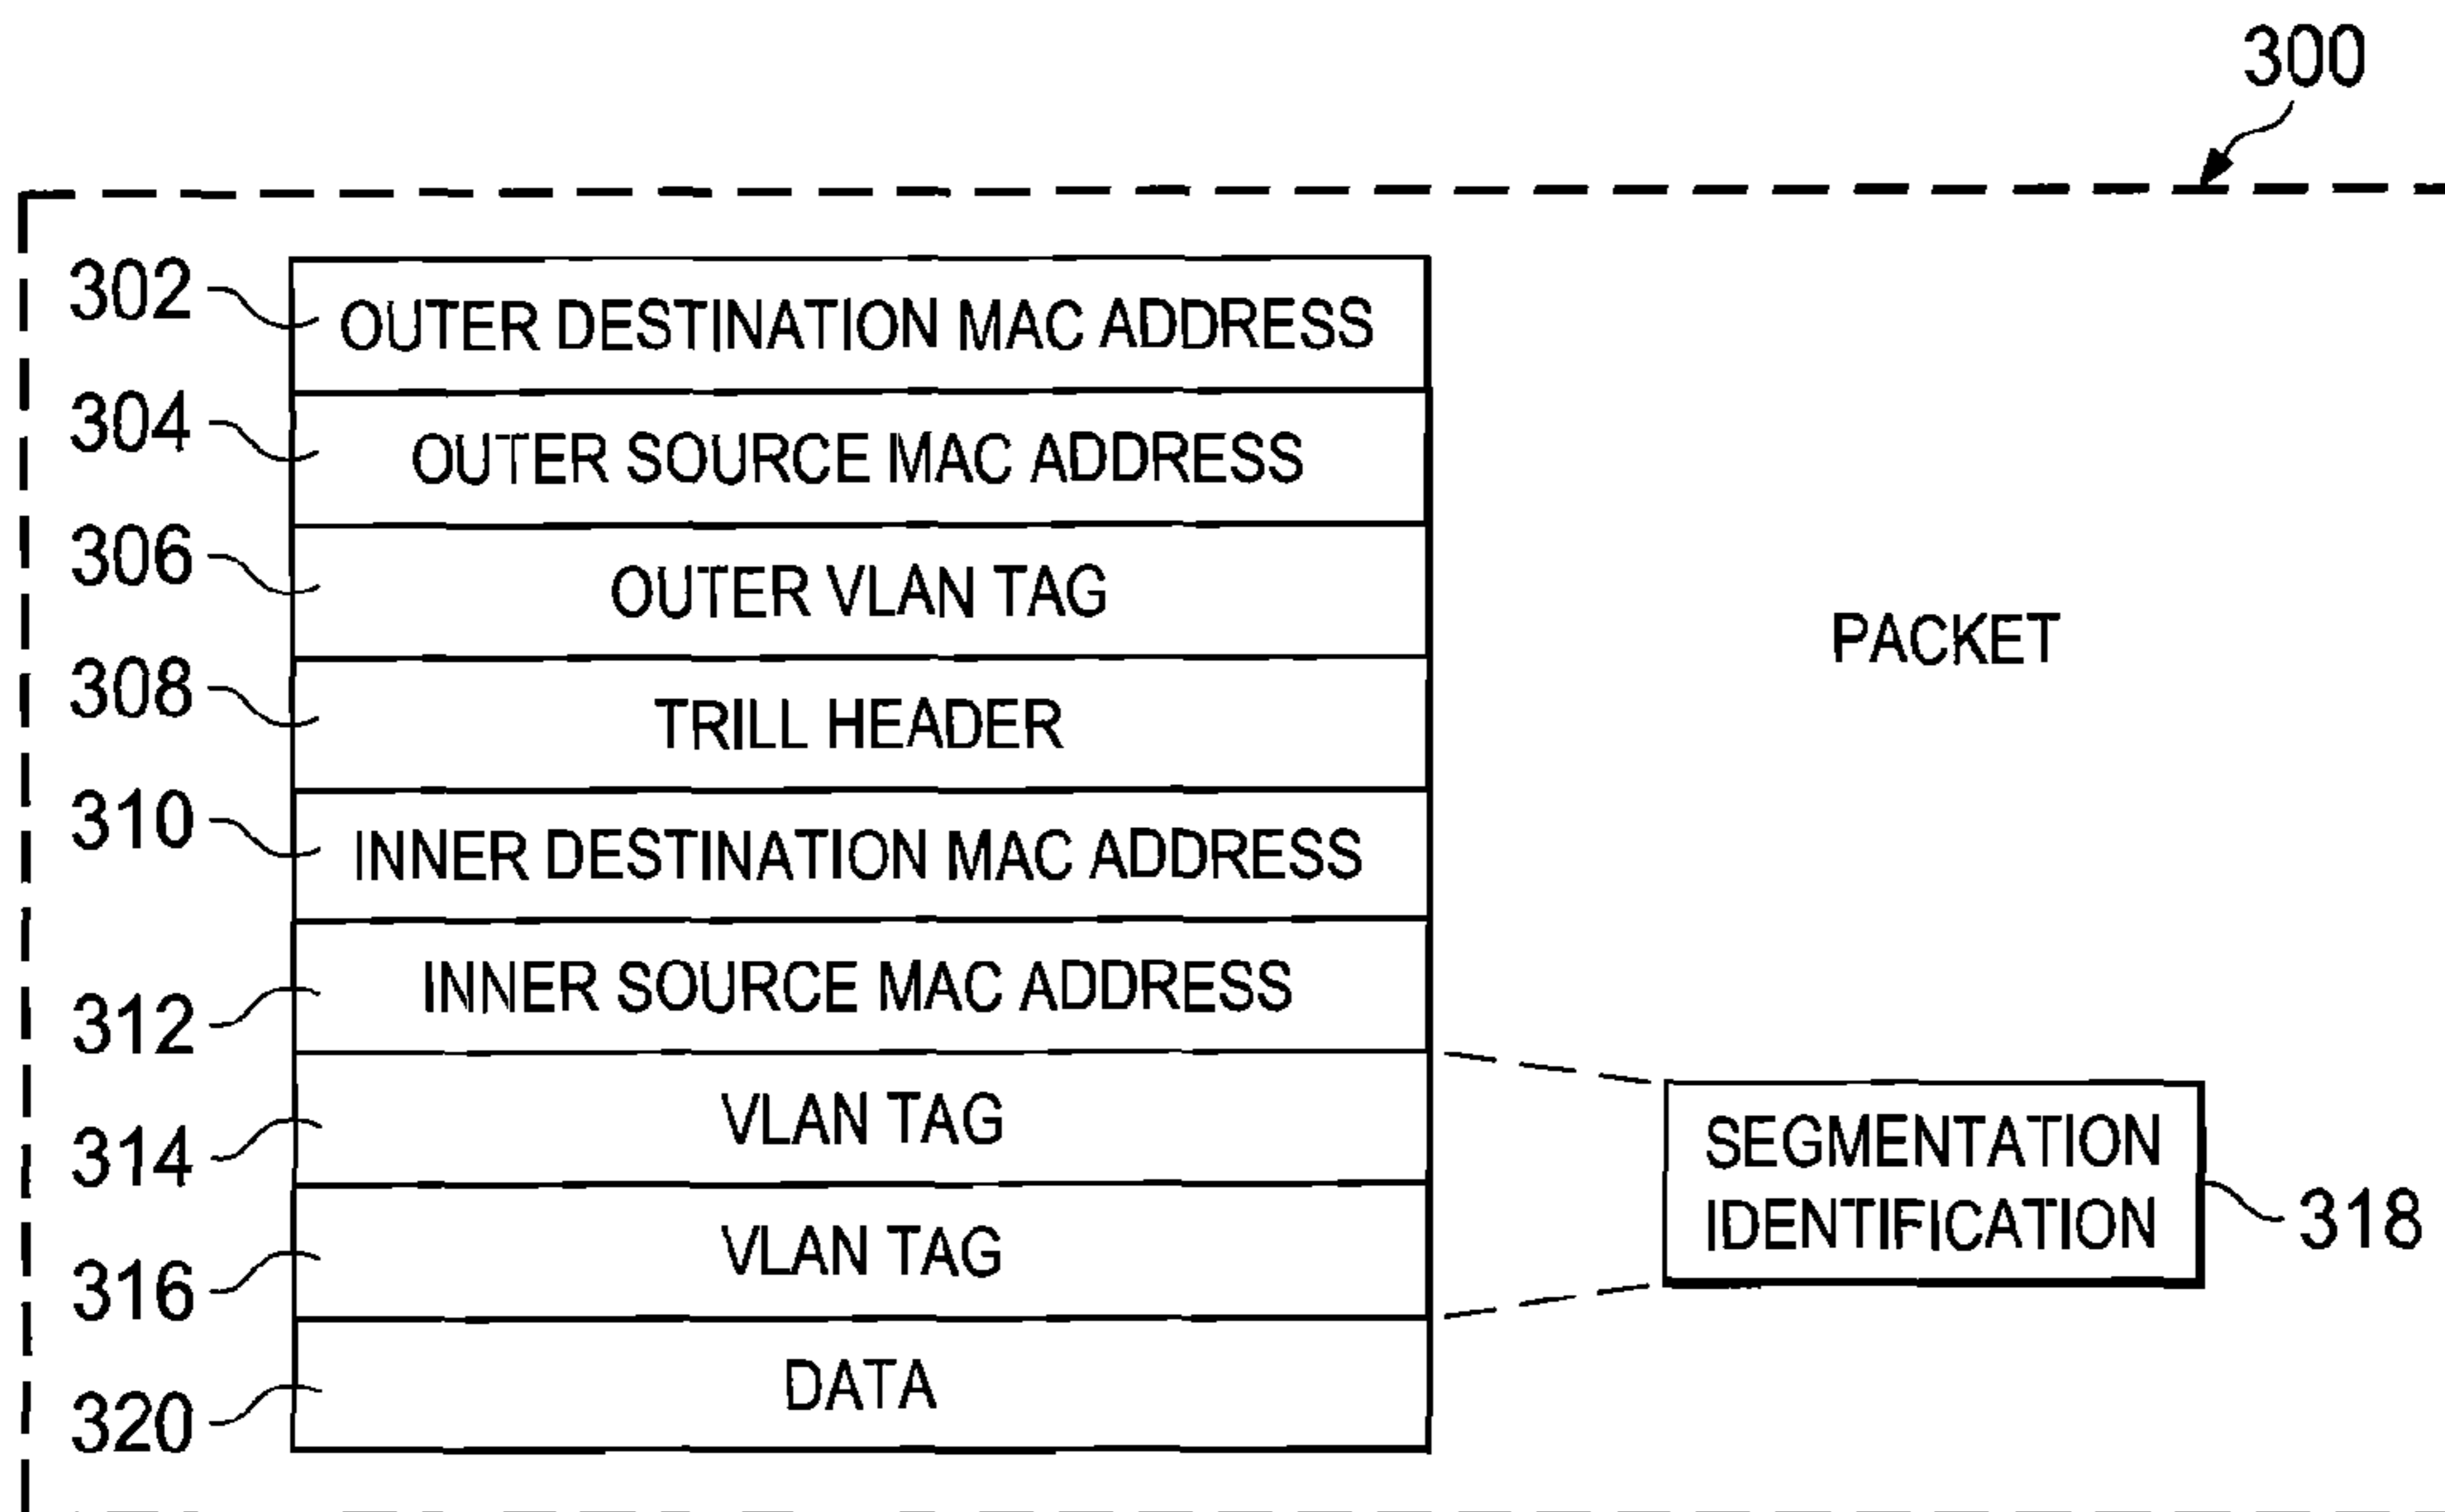 300
302 OUTER DESTINATION MAC ADDRESS
304 OUTER SOURCE MAC ADDRESS
306 OUTER VLAN TAG
PACKET
308 TRILL HEADER
310 INNER DESTINATION MAC ADDRESS
312 INNER SOURCE MAC ADDRESS
314 VLAN TAG
316 VLAN TAG
SEGMENTATION
IDENTIFICATION
318
320 DATA